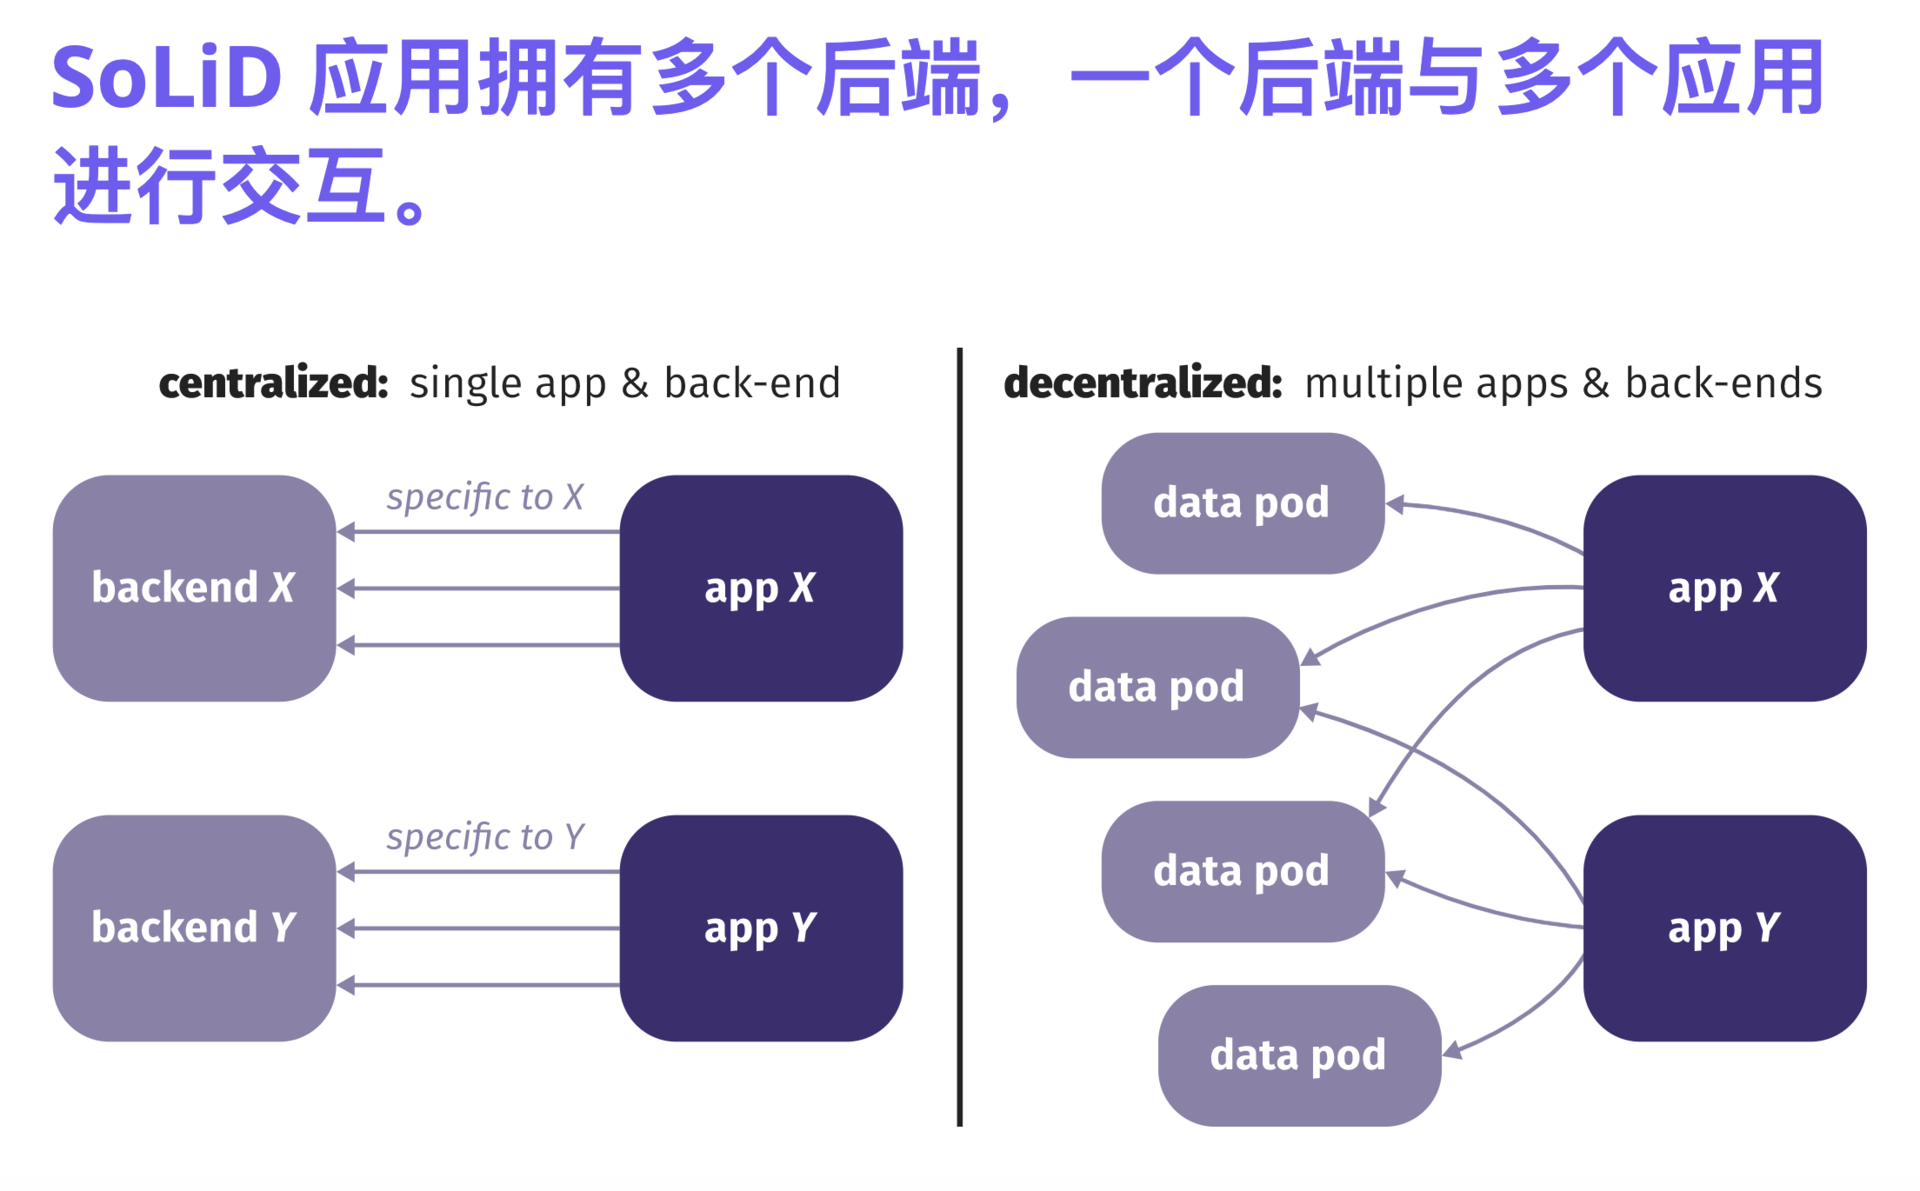 SoLiD 应用拥有多个后端，一个后端与多个应用
进行交互。
centralized: single app & back-end
specific to X
backend X
app X
specific to Y
backend Y
app Y
decentralized: multiple apps & back-ends
data pod
app X
data pod
data pod
app Y
data pod